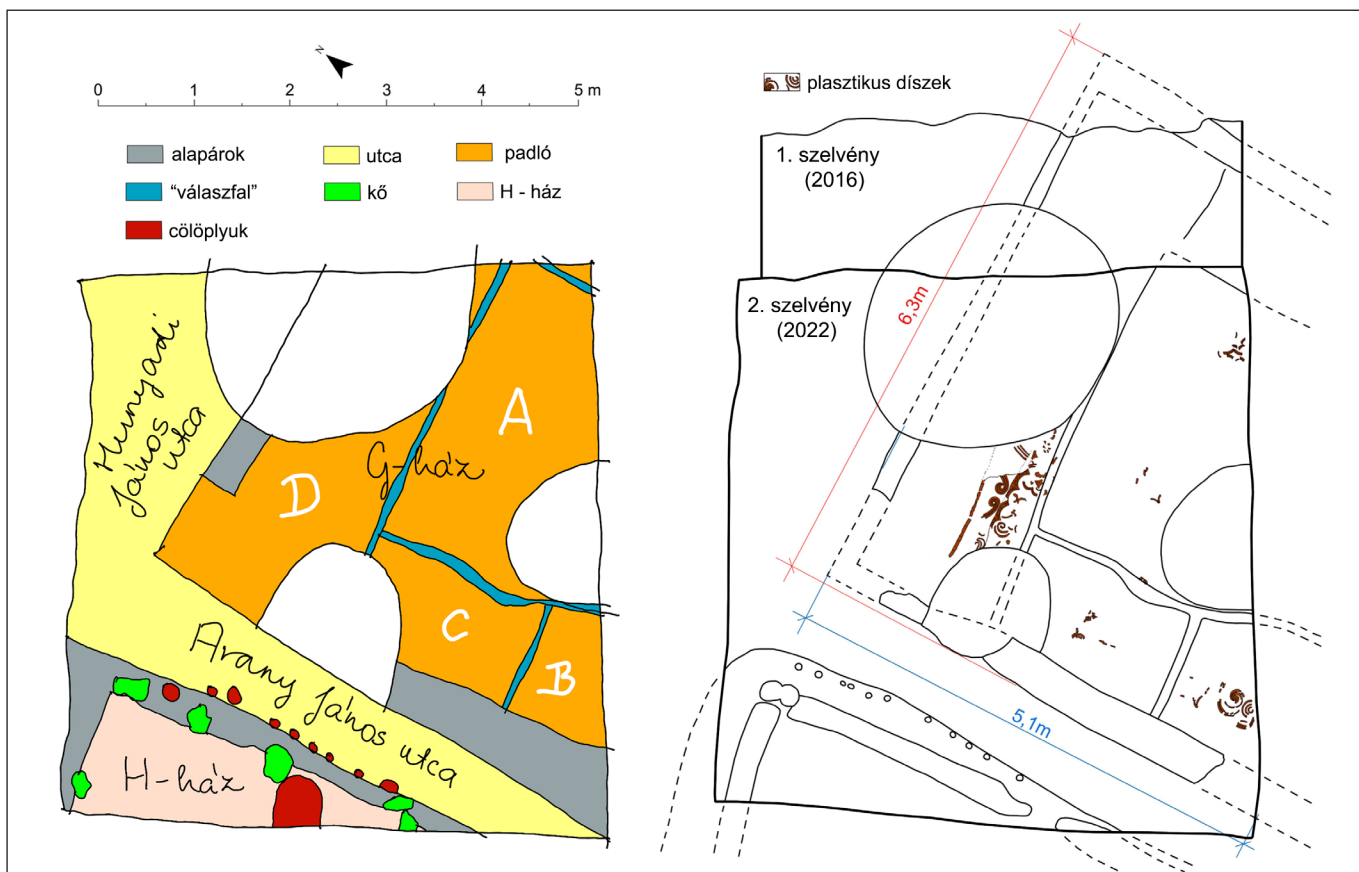 N
0 1 2 3 4 5 m
alapárok
utca
padló
“válaszfal”
kő
H - ház
cölöplyuk
Hunyadi
János
utca
A
G-ház
D
C
B
Arany János utca
H-ház
plasztikus díszek
1. szelvény
(2016)
2. szelvény
(2022)
6,3m
5,1m